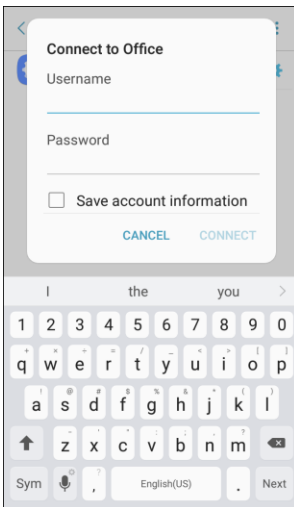 Connect to Office
Username
Password
Save account information
CANCEL CONNECT
I the you
1 2 3 4 5 6 7 8 9 0
q w e r t y u i o p
a s d f g h j k l
z x c v b n m
Sym , English(US) . Next